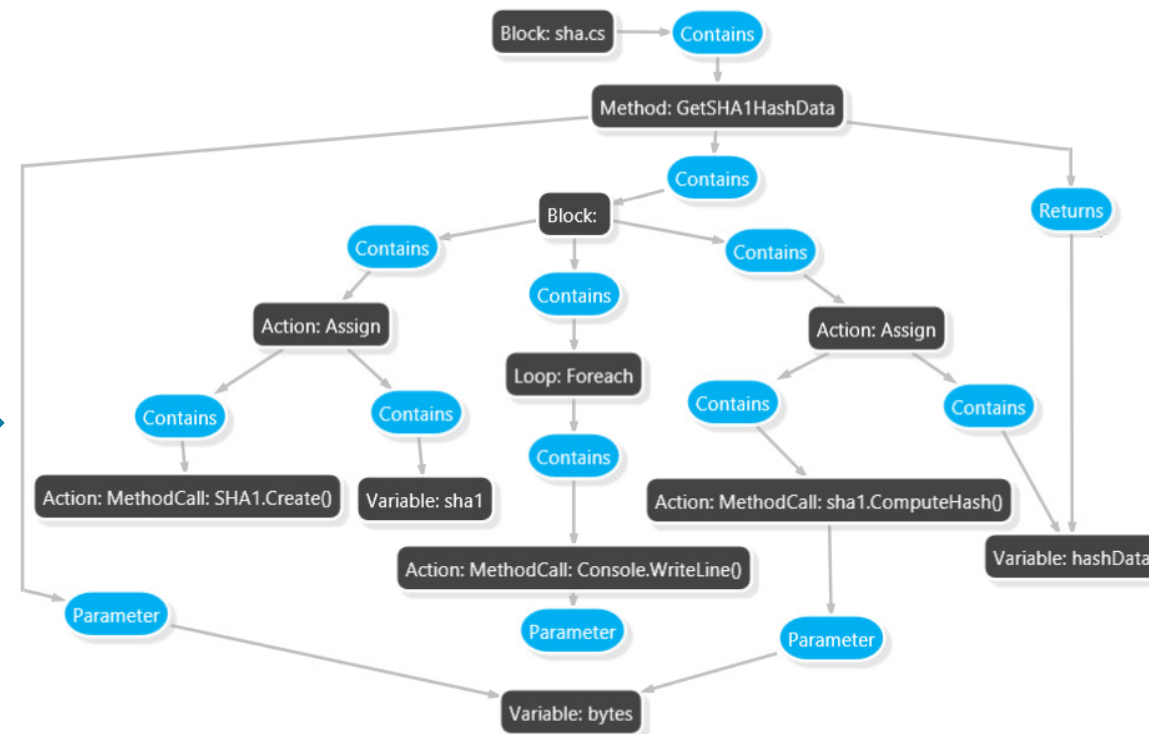 Block: sha.cs
Contains
Method: GetSHA1HashData
Contains
Returns
Block:
Contains
Contains
Contains
Action: Assign
Action: Assign
Loop: Foreach
Contains
Contains
Contains
Contains
Contains
Action: MethodCall: SHA1.Create()
Variable: sha1
Action: MethodCall: sha1.ComputeHash()
Variable: hashData
Action: MethodCall: Console.WriteLine()
Parameter
Parameter
Parameter
Variable: bytes